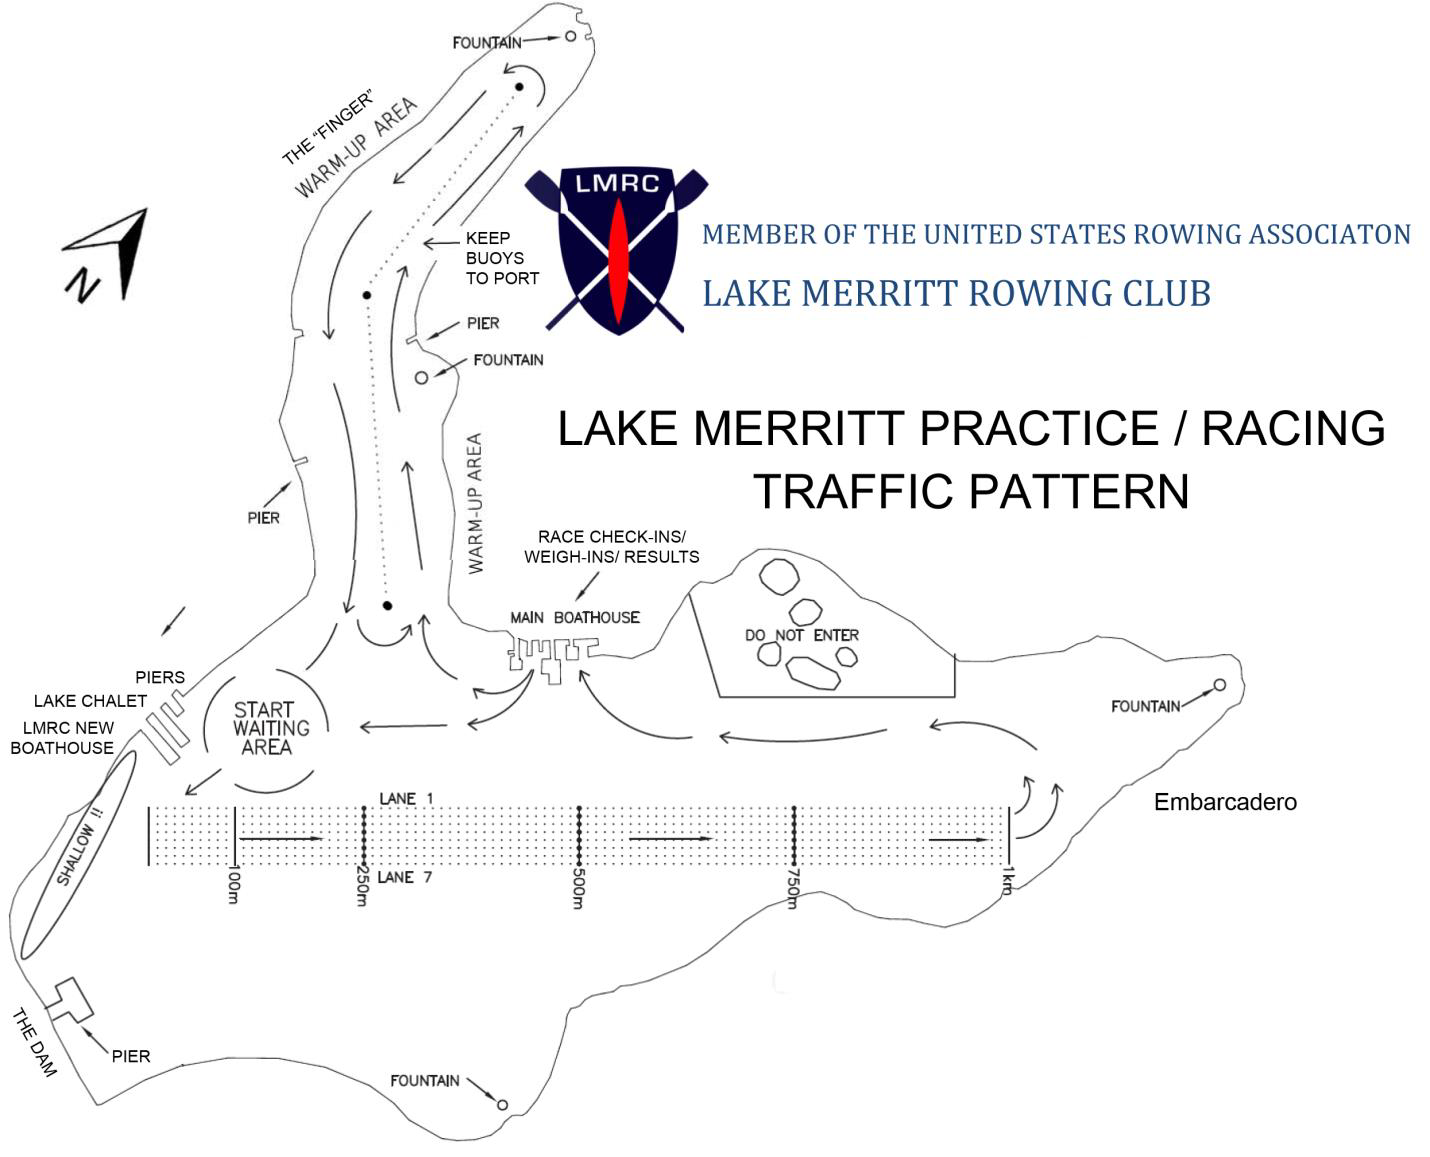 FOUNTAIN
THE “FINGER”
WARM-UP AREA
LMRC
N
KEEP
BUOYS
TO PORT
MEMBER OF THE UNITED STATES ROWING ASSOCIATON
LAKE MERRITT ROWING CLUB
PIER
FOUNTAIN
LAKE MERRITT PRACTICE / RACING
TRAFFIC PATTERN
WARM-UP AREA
PIER
RACE CHECK-INS/
WEIGH-INS/ RESULTS
MAIN BOATHOUSE
DO NOT ENTER
PIERS
LAKE CHALET
LMRC NEW
BOATHOUSE
START
WAITING
AREA
FOUNTAIN
LANE 1
Embarcadero
SHALLOW !!
LANE 7
100m
250m
500m
750m
1km
THE DAM
PIER
FOUNTAIN